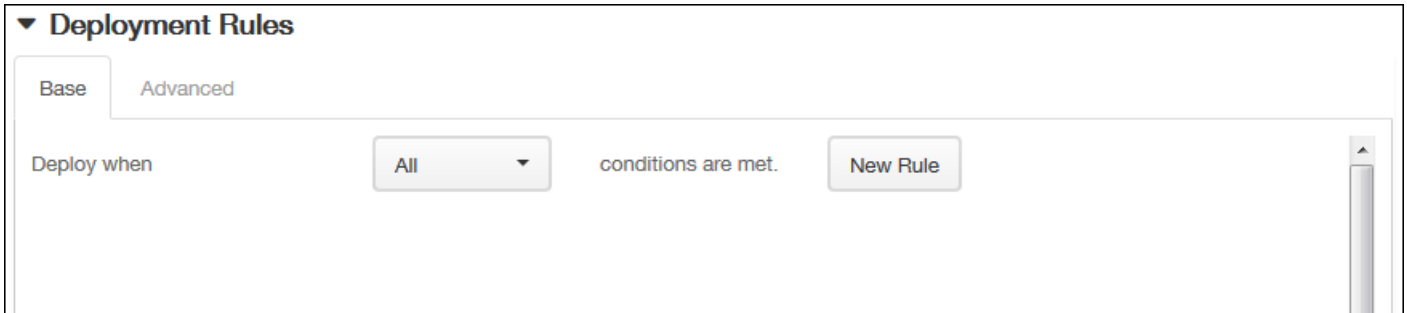 Deployment Rules
Base Advanced
Deploy when All conditions are met. New Rule